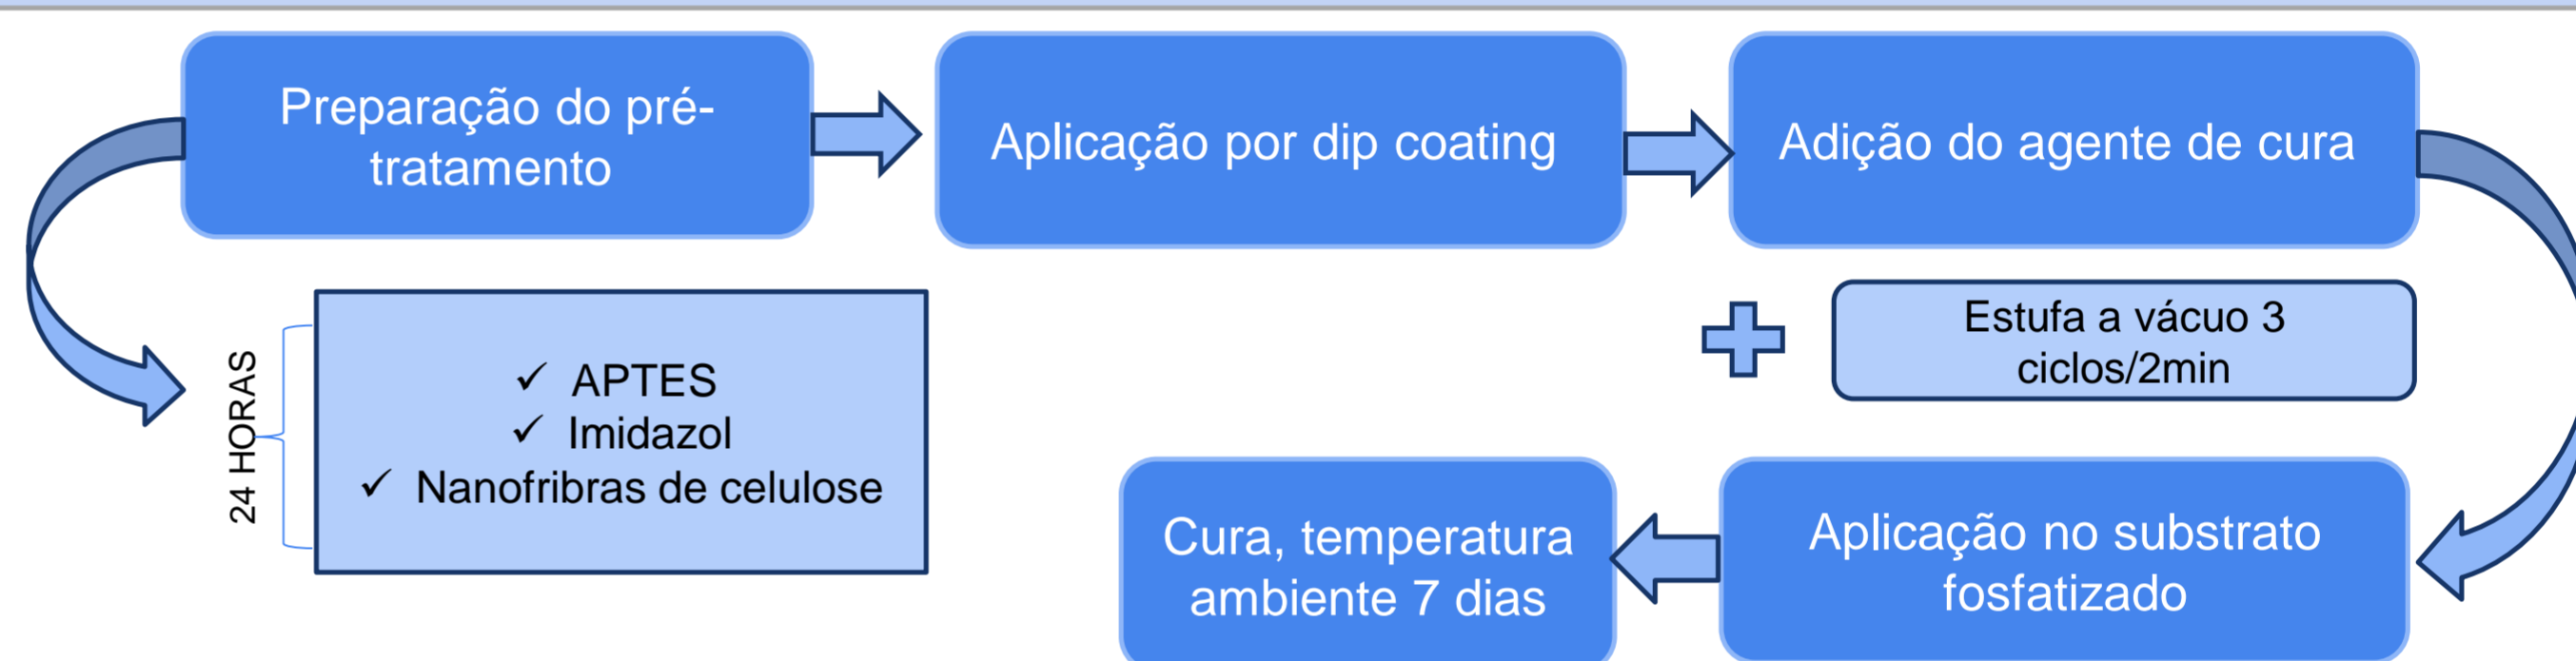 Preparação do pré-
tratamento
Aplicação por dip coating
Adição do agente de cura
24 HORAS
✓ APTES
✓ Imidazol
✓ Nanofribras de celulose
Estufa a vácuo 3
ciclos/2min
Aplicação no substrato
fosfatizado
Cura, temperatura
ambiente 7 dias